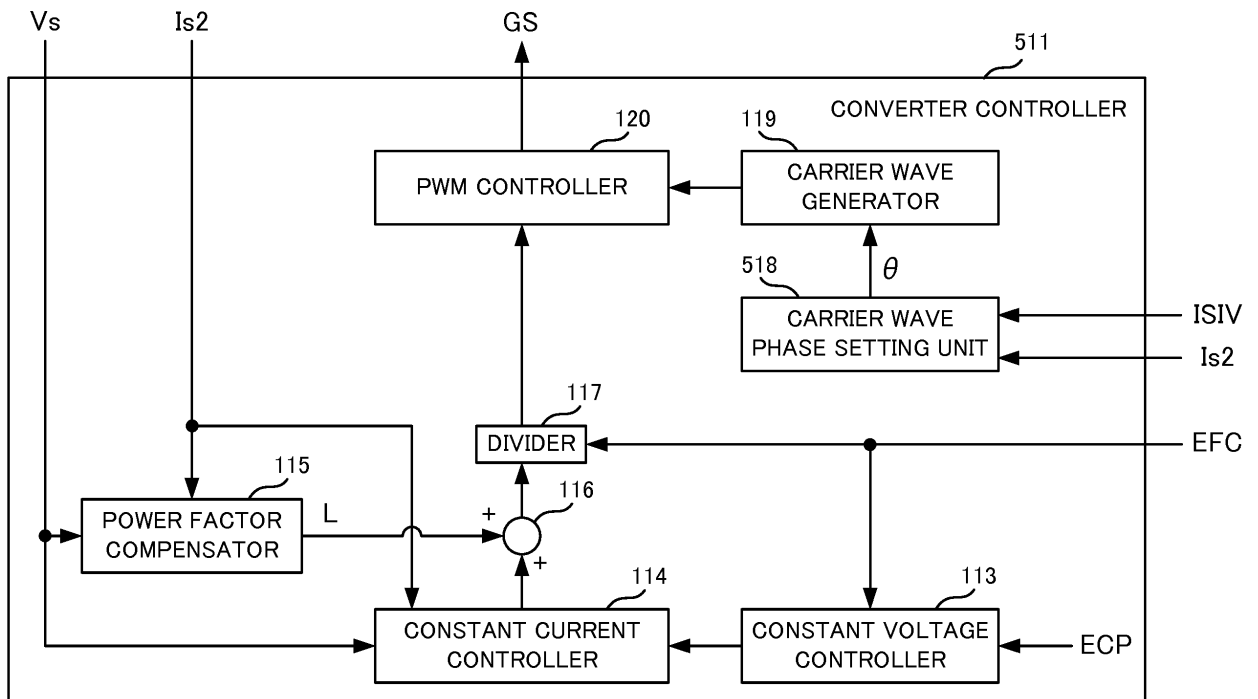 Vs
Is2
GS
511
CONVERTER CONTROLLER
120
PWM CONTROLLER
119
CARRIER WAVE
GENERATOR
θ
518
CARRIER WAVE
PHASE SETTING UNIT
ISIV
Is2
117
DIVIDER
EFC
115
POWER FACTOR
COMPENSATOR
L
+
116
+
114
CONSTANT CURRENT
CONTROLLER
113
CONSTANT VOLTAGE
CONTROLLER
ECP